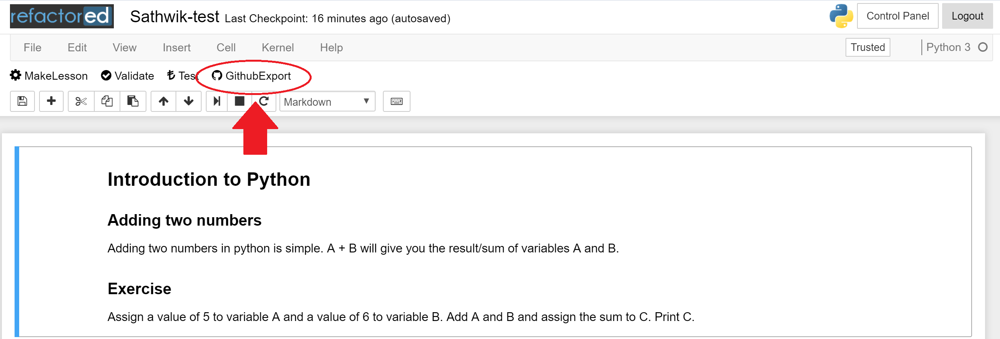 refactored Sathwik-test Last Checkpoint: 16 minutes ago (autosaved) Control Panel Logout
File Edit View Insert Cell Kernel Help Trusted Python 3
MakeLesson Validate Test GithubExport
Markdown
Introduction to Python
Adding two numbers
Adding two numbers in python is simple. A + B will give you the result/sum of variables A and B.
Exercise
Assign a value of 5 to variable A and a value of 6 to variable B. Add A and B and assign the sum to C. Print C.